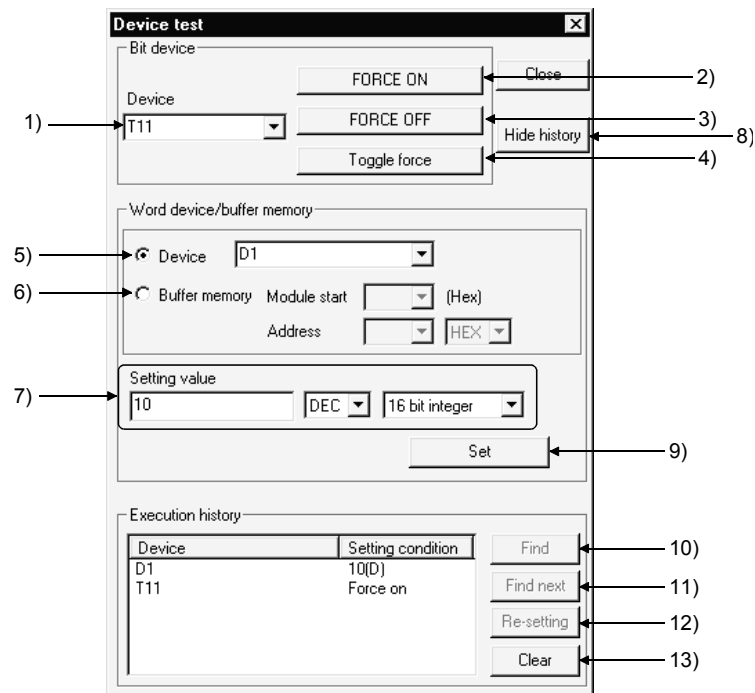 Device test
Bit device
FORCE ON
Close
2)
Device
1)
T11
FORCE OFF
3)
Hide history
8)
Toggle force
4)
Word device/buffer memory
5)
Device
D1
6)
Buffer memory
Module start
(Hex)
Address
HEX
Setting value
7)
10
DEC
16 bit integer
Set
9)
Execution history
Device
Setting condition
Find
10)
D1
10(D)
T11
Force on
Find next
11)
Re-setting
12)
Clear
13)